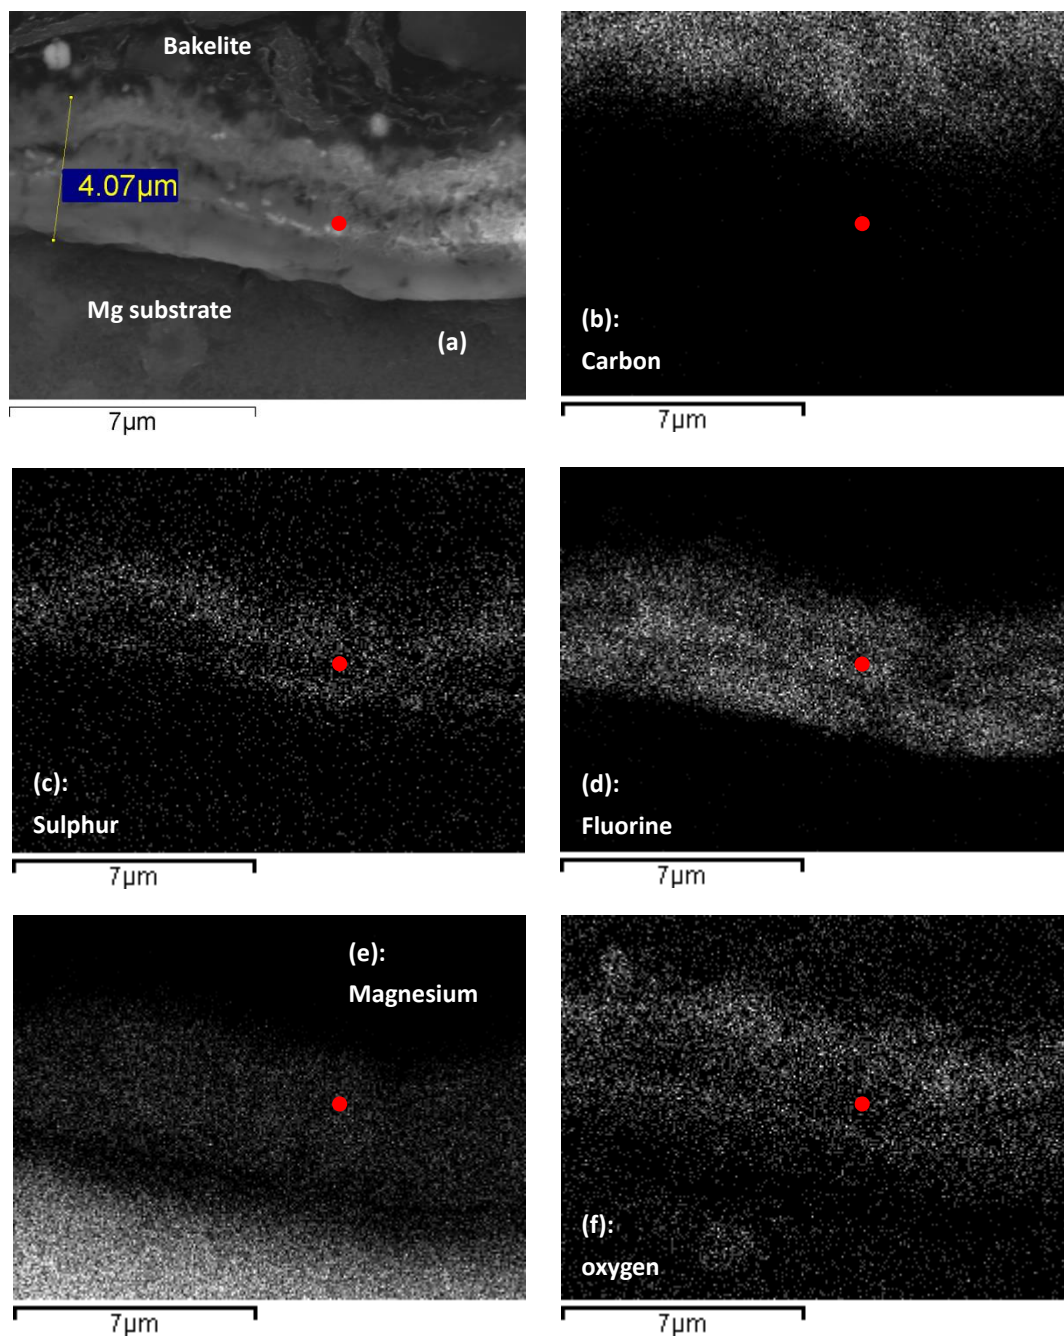 Bakelite
4.07µm
Mg substrate
(a)
7µm
(b):
Carbon
7µm
(c):
Sulphur
7µm
(d):
Fluorine
7µm
(e):
Magnesium
7µm
(f):
oxygen
7µm